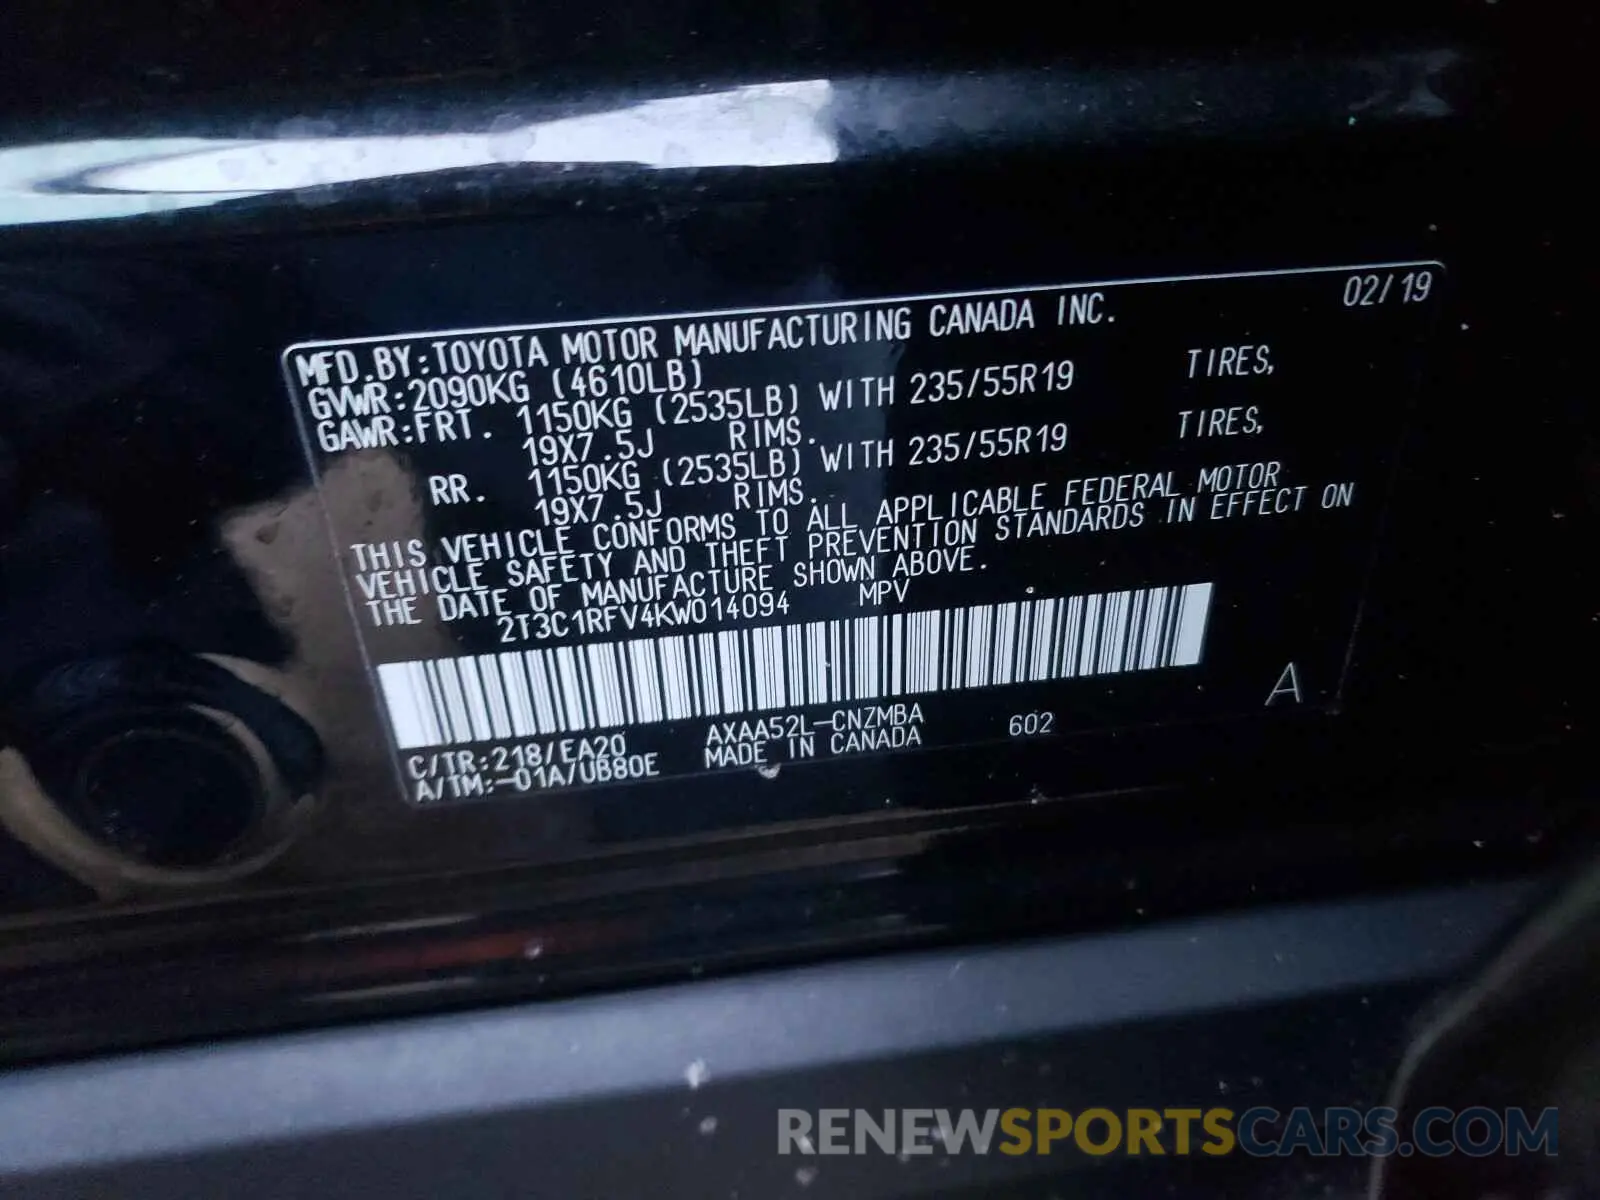 02/19
MFD.BY:TOYOTA MOTOR MANUFACTURING CANADA INC.
GVWR:2090KG (4610LB)
GAWR:FRT. 1150KG (2535LB) WITH 235/55R19 TIRES,
19X7.5J RIMS.
RR. 1150KG (2535LB) WITH 235/55R19 TIRES,
19X7.5J RIMS.
THIS VEHICLE CONFORMS TO ALL APPLICABLE FEDERAL MOTOR
VEHICLE SAFETY AND THEFT PREVENTION STANDARDS IN EFFECT ON
THE DATE OF MANUFACTURE SHOWN ABOVE.
2T3C1RFV4KW014094 MPV
A
C/TR:218/EA20 AXAA52L-CNZMBA 602
A/TM:-01A/UB80E MADE IN CANADA
RENEWSPORTSCARS.COM